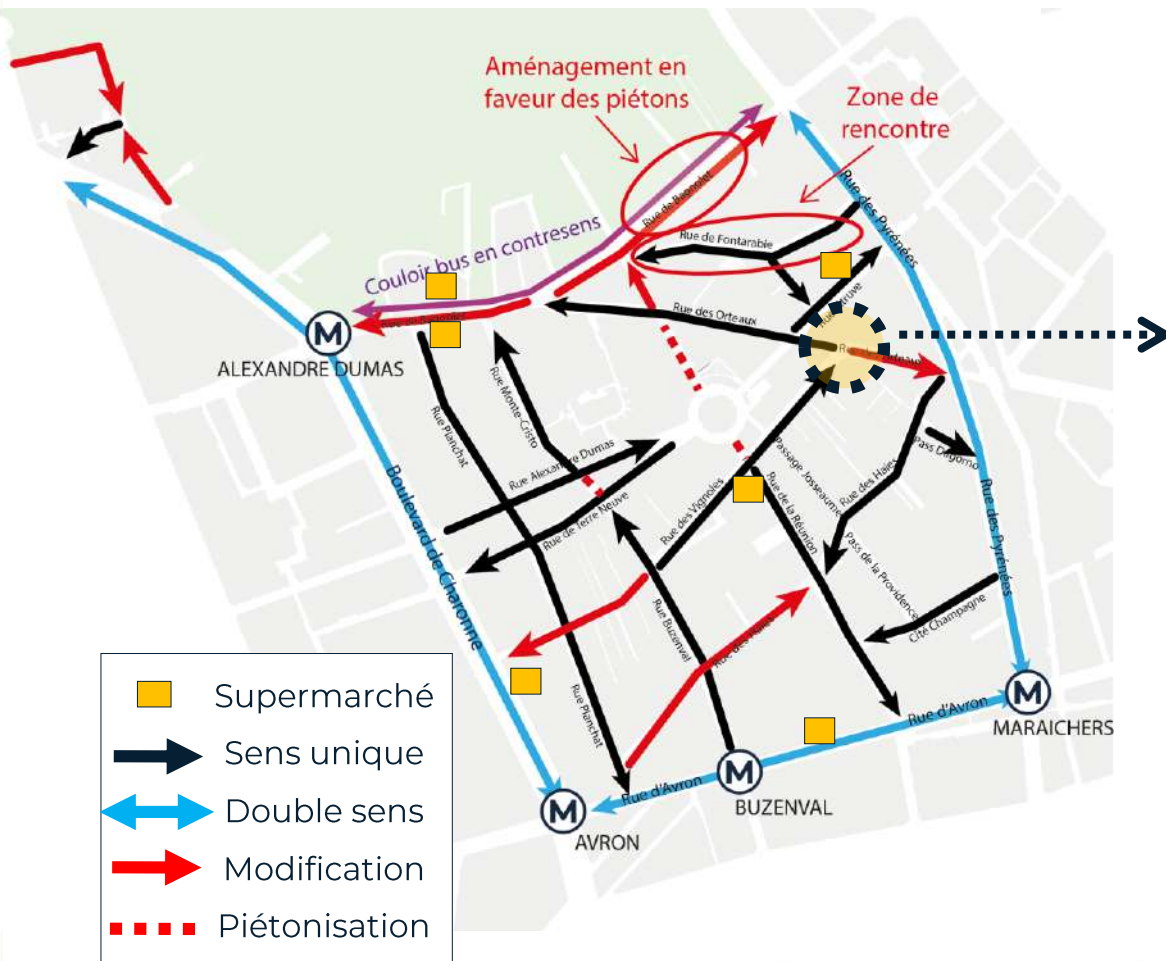 Aménagement en
faveur des piétons
Zone de
rencontre
Rue de Bagnolet
Rue des Pyrénées
Rue de Fontarabie
Couloir bus en contresens
Rue des Orteaux
M
ALEXANDRE DUMAS
Rue Planchat
Rue Monte-Cristo
Rue Alexandre Dumas
Rue de Terre Neuve
Boulevard de Charonne
Rue des Vignoles
Passage Josseaume
Rue de la Réunion
Rue des Haies
Pass Dagorno
Rue des Pyrénées
Pass de la Providence
Cité Champagne
Rue Buzenval
Rue Planchat
Rue d'Avron
M
MARAICHERS
Rue d'Avron
M
BUZENVAL
M
AVRON
Supermarché
Sens unique
Double sens
Modification
Piétonisation